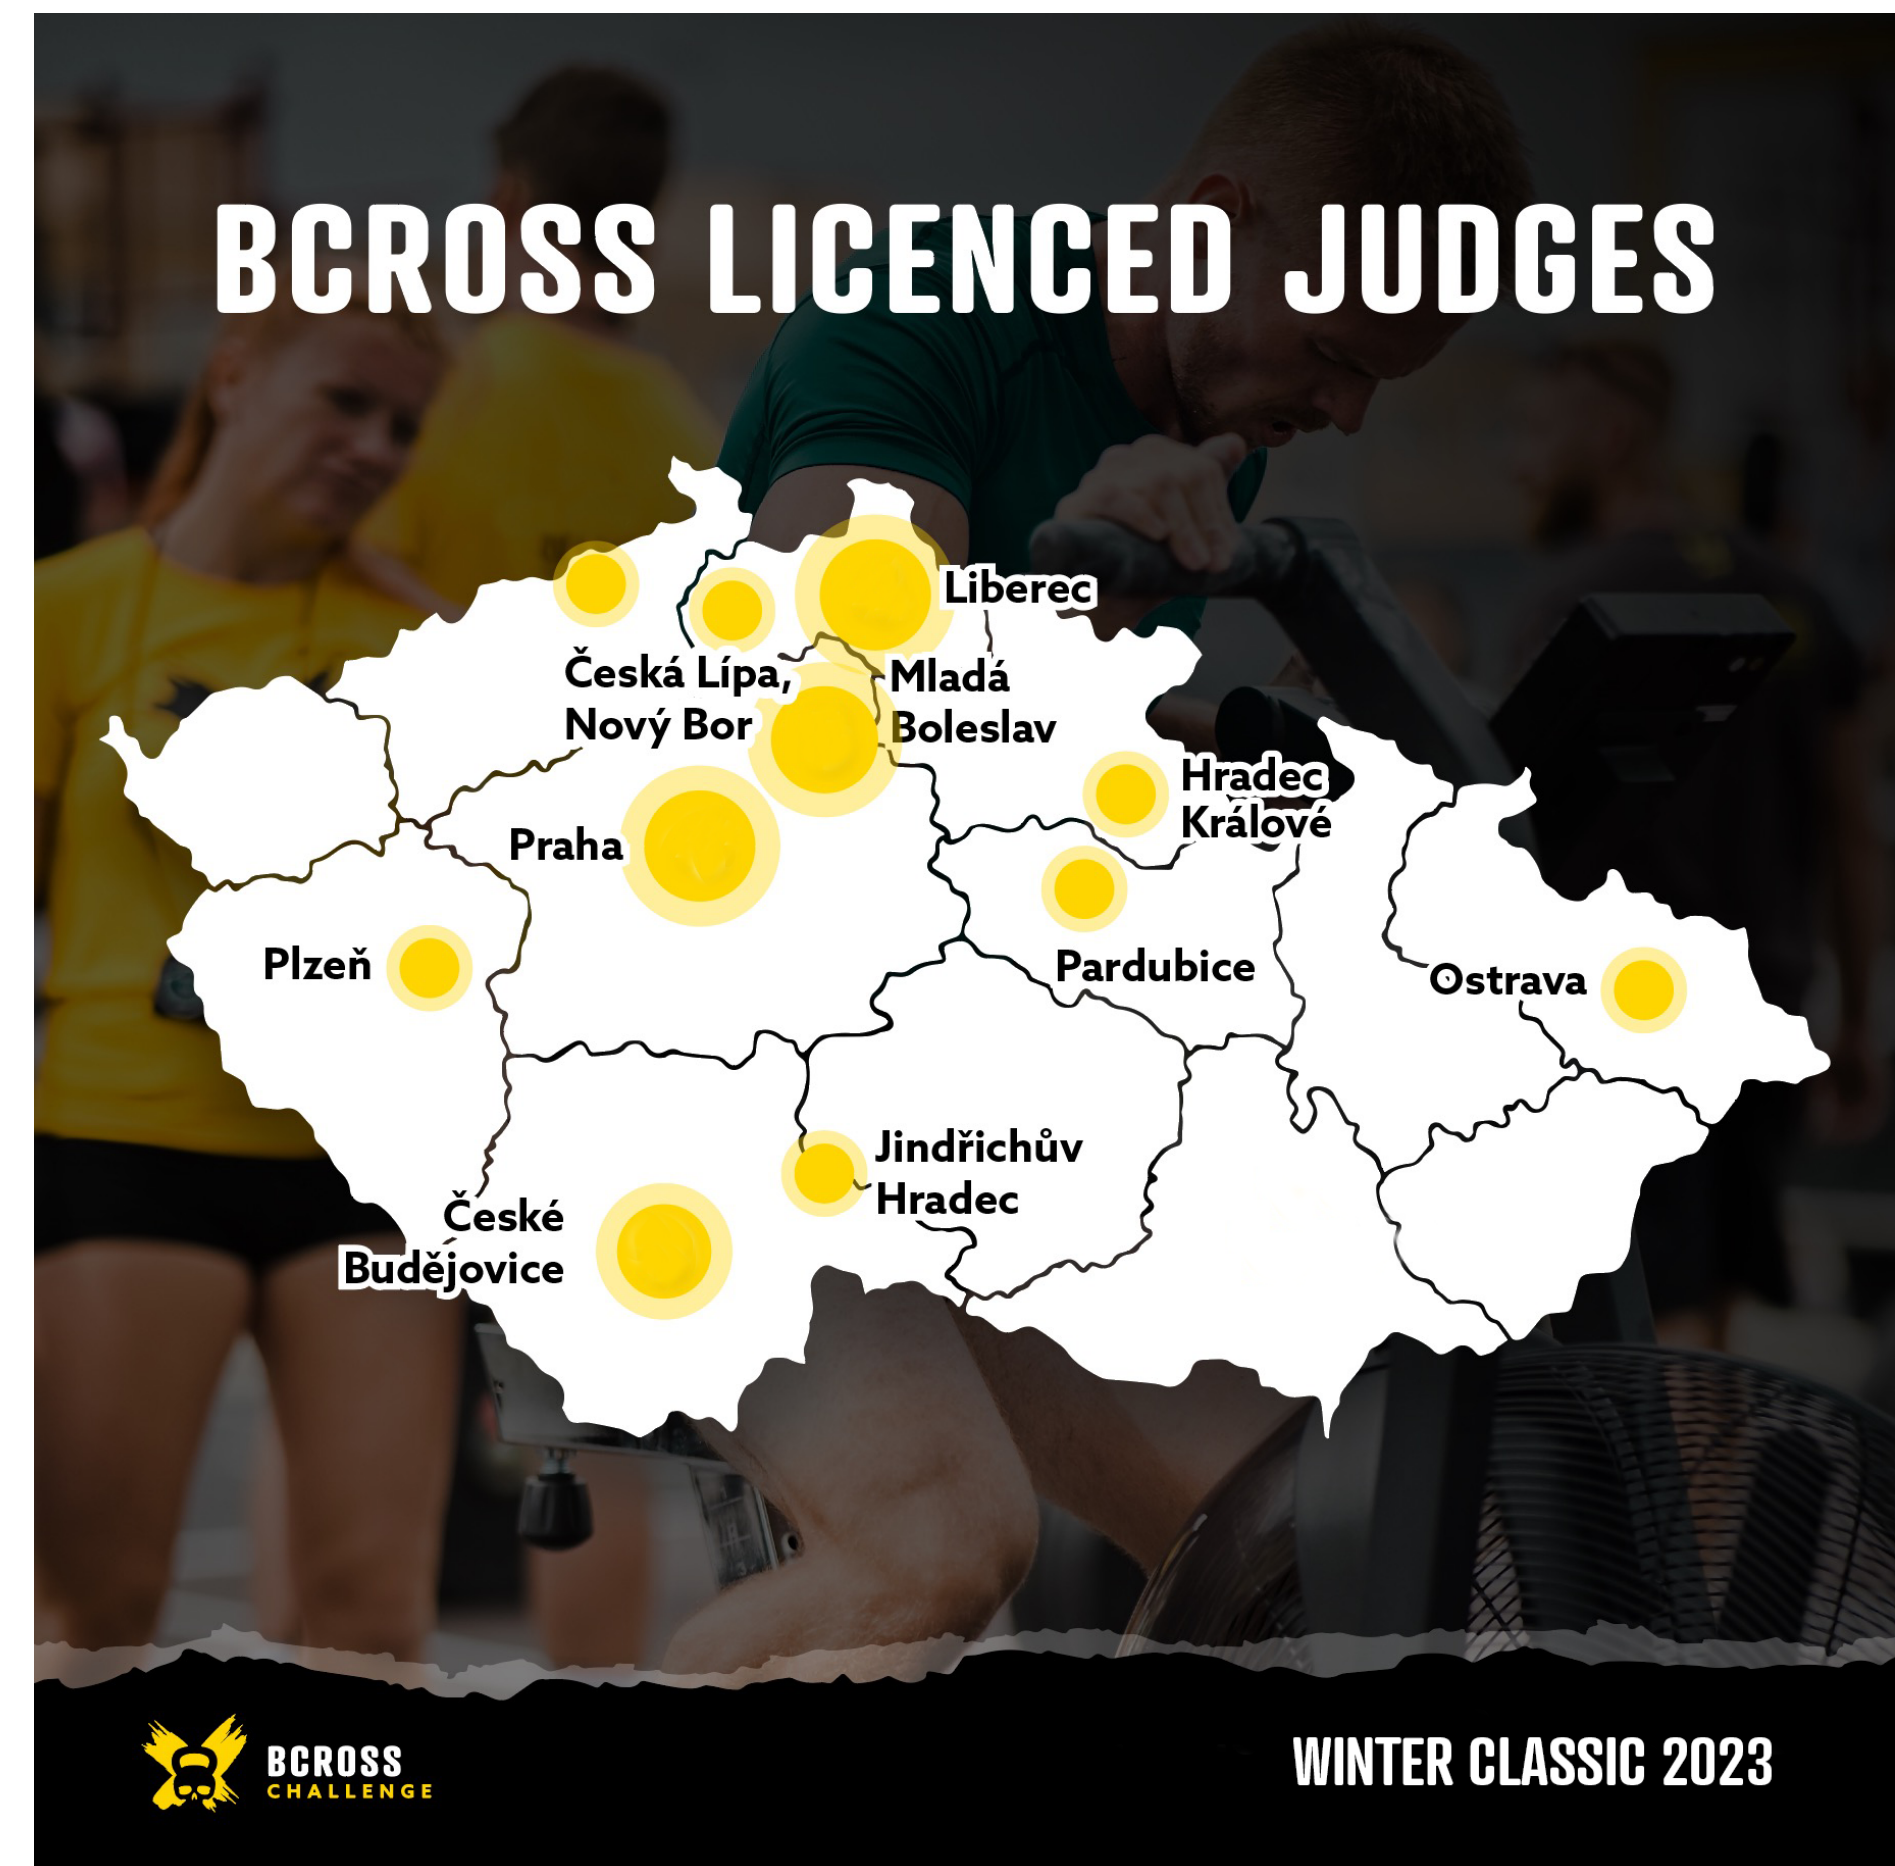 BCROSS LICENCED JUDGES
Liberec
Česká Lípa,
Nový Bor
Mladá
Boleslav
Hradec
Králové
Praha
Plzeň
Pardubice
Ostrava
Jindřichův
Hradec
České
Budějovice
BCROSS
CHALLENGE
WINTER CLASSIC 2023